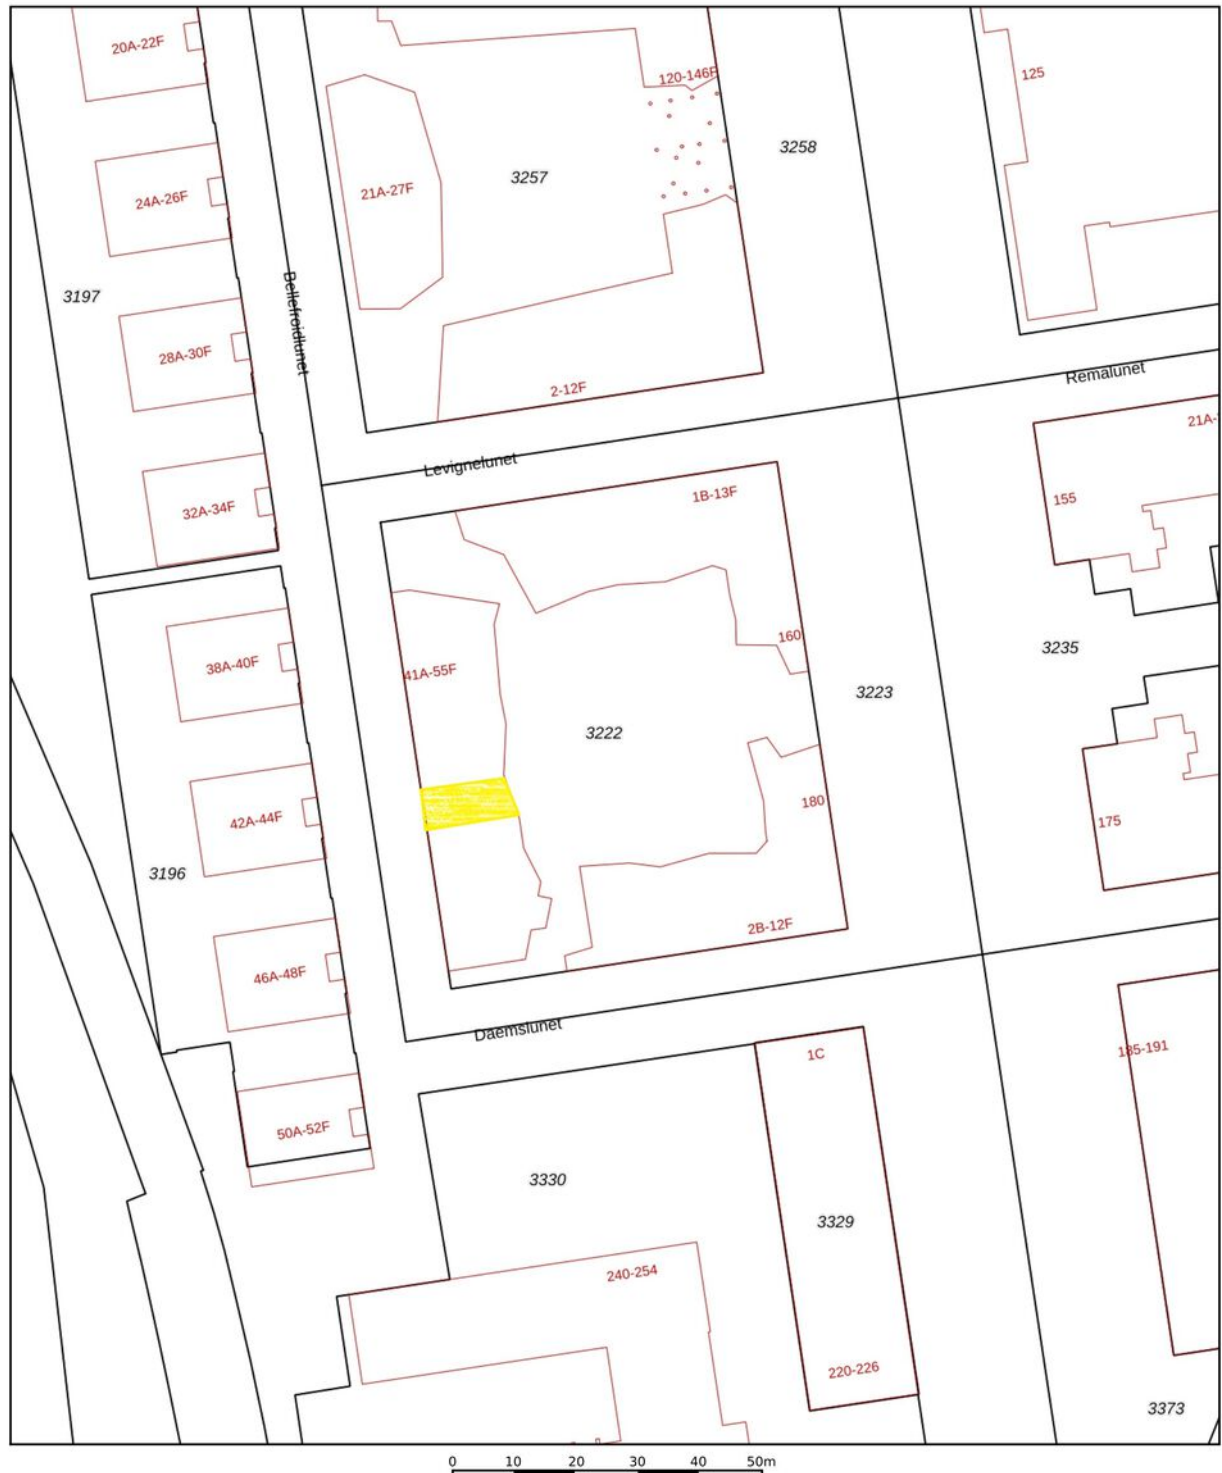 20A-22F
120-146F
125
3258
3257
21A-27F
24A-26F
3197
Bellefroidlunet
28A-30F
Remalunet
2-12F
21A-
Levignelunet
1B-13F
155
32A-34F
160
3235
38A-40F
41A-55F
3223
3222
180
42A-44F
175
3196
2B-12F
46A-48F
Daemslunet
1C
185-191
50A-52F
3330
3329
240-254
220-226
3373
0 10 20 30 40 50m